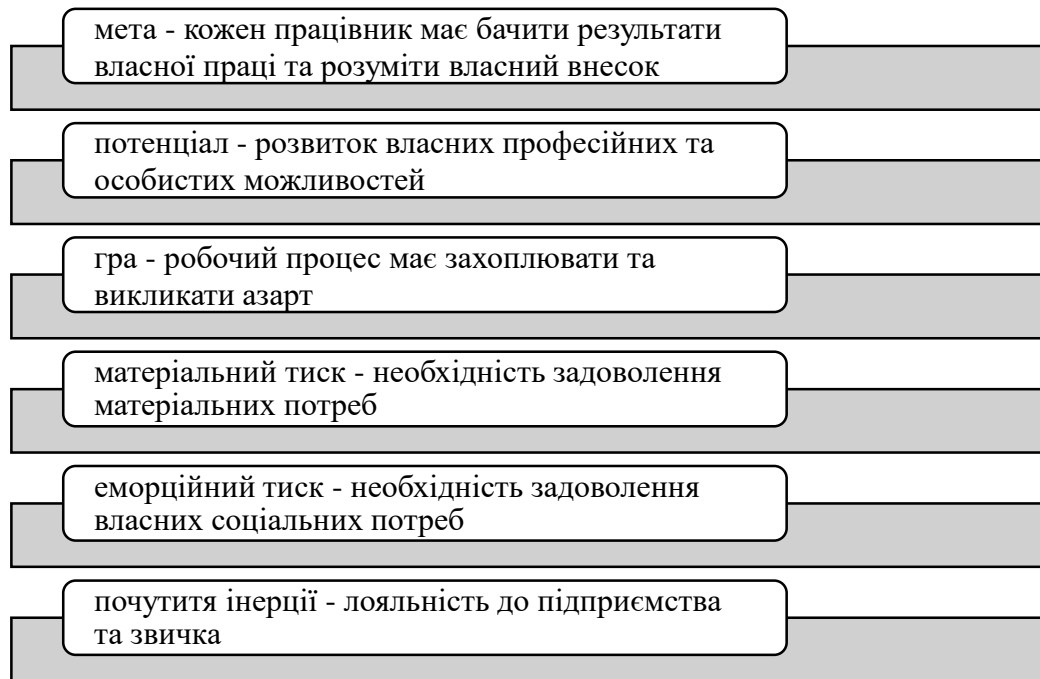 мета - кожен працівник має бачити результати
власної праці та розуміти власний внесок
потенціал - розвиток власних професійних та
особистих можливостей
гра - робочий процес має захоплювати та
викликати азарт
матеріальний тиск - необхідність задоволення
матеріальних потреб
еморційний тиск - необхідність задоволення
власних соціальних потреб
почутитя інерції - лояльність до підприємства
та звичка